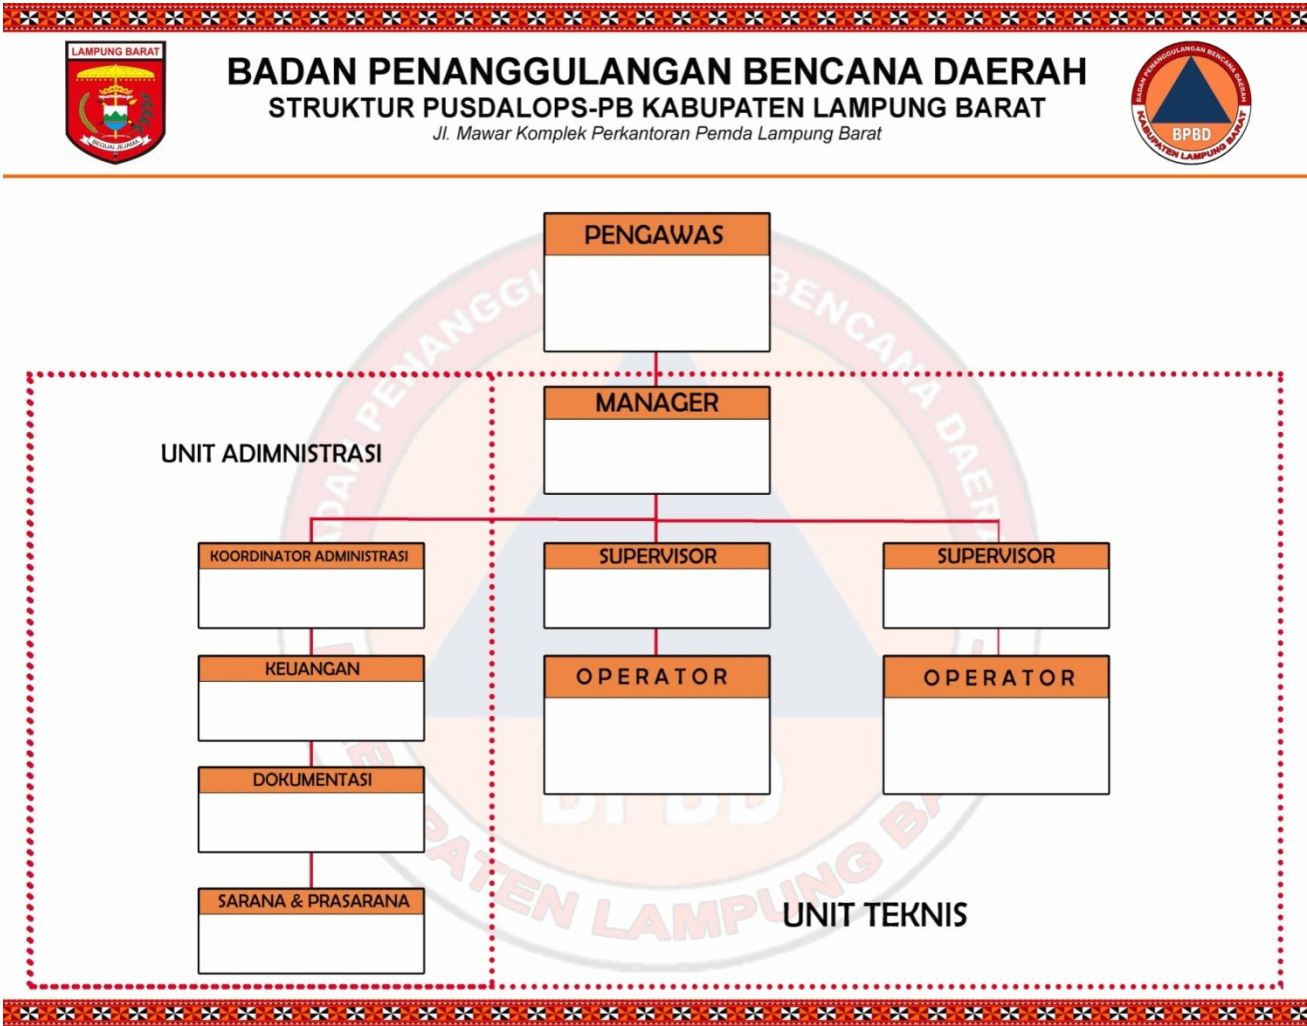 LAMPUNG BARAT
BEGUAI JEJAMA
BADAN PENANGGULANGAN BENCANA DAERAH
STRUKTUR PUSDALOPS-PB KABUPATEN LAMPUNG BARAT
Jl. Mawar Komplek Perkantoran Pemda Lampung Barat
BADAN PENANGGULANGAN BENCANA DAERAH
BPBD
KABUPATEN LAMPUNG BARAT
PENGAWAS
MANAGER
UNIT ADIMNISTRASI
KOORDINATOR ADMINISTRASI
SUPERVISOR
SUPERVISOR
KEUANGAN
OPERATOR
OPERATOR
DOKUMENTASI
SARANA & PRASARANA
UNIT TEKNIS
BPBD